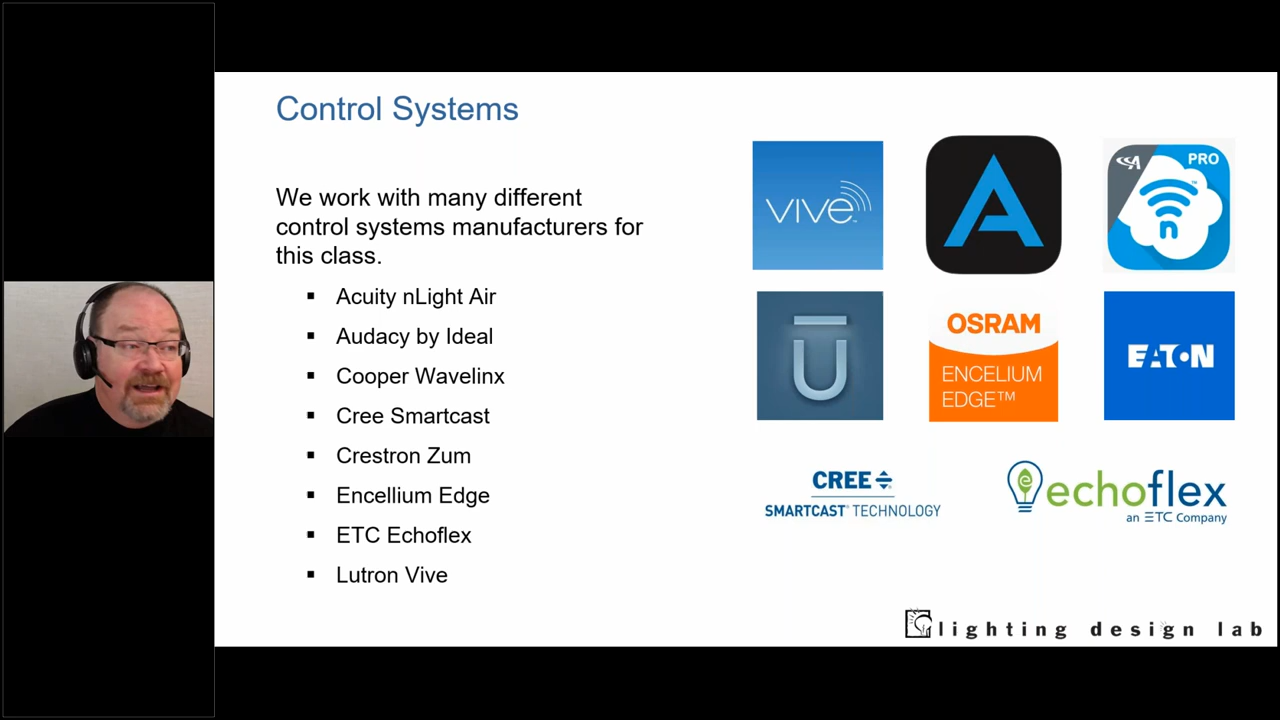 Control Systems
We work with many different
control systems manufacturers for
this class.
▪ Acuity nLight Air
▪ Audacy by Ideal
▪ Cooper Wavelinx
▪ Cree Smartcast
▪ Crestron Zum
▪ Encellium Edge
▪ ETC Echoflex
▪ Lutron Vive
vive™
A
PRO
n
OSRAM
ENCELIUM
EDGE™
EATON
CREE
SMARTCAST® TECHNOLOGY
echoflex
an ETC Company
lighting design lab